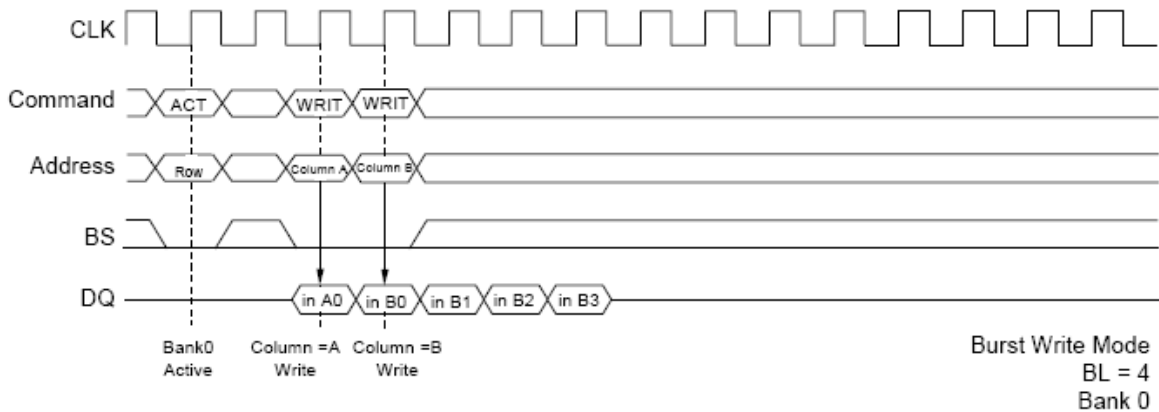 CLK
Command ACT WRIT WRIT
Address Row Column A Column B
BS
DQ in A0 in B0 in B1 in B2 in B3
Bank0 Column =A Column =B
Active Write Write
Burst Write Mode
BL = 4
Bank 0